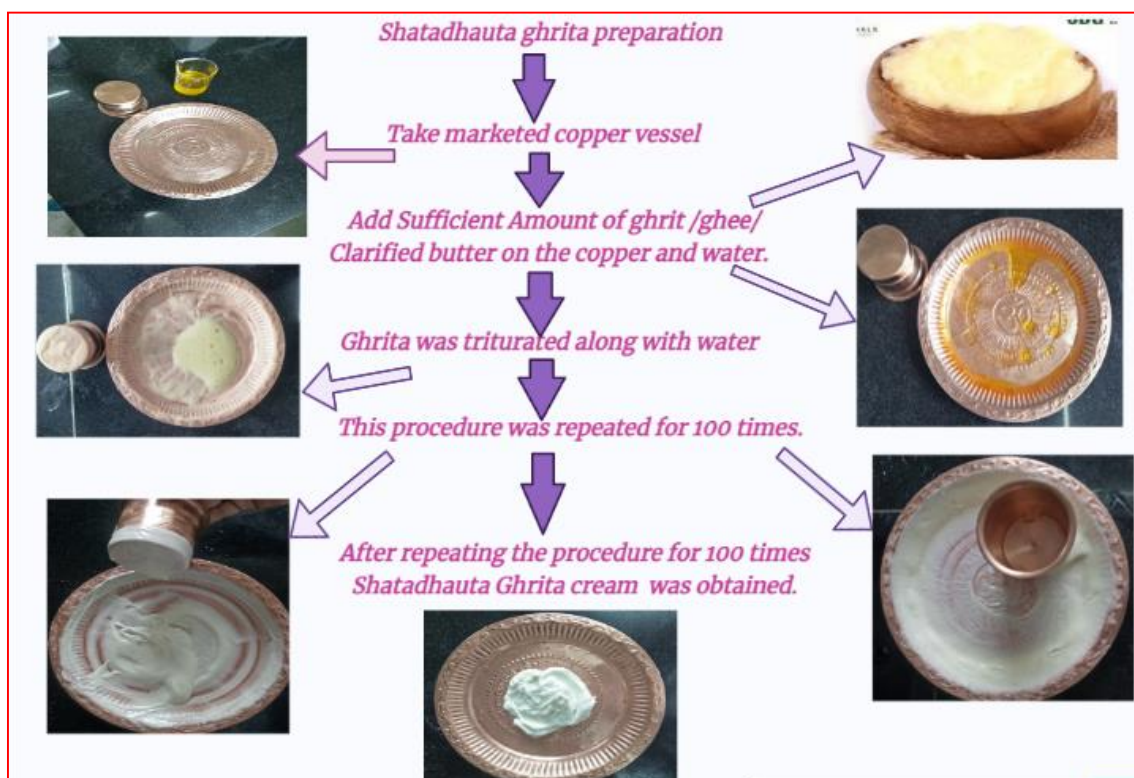 Shatadhauta ghrita preparation
Take marketed copper vessel
Add Sufficient Amount of ghrit /ghee/
Clarified butter on the copper and water.
Ghrita was triturated along with water
This procedure was repeated for 100 times.
After repeating the procedure for 100 times
Shatadhauta Ghrita cream was obtained.